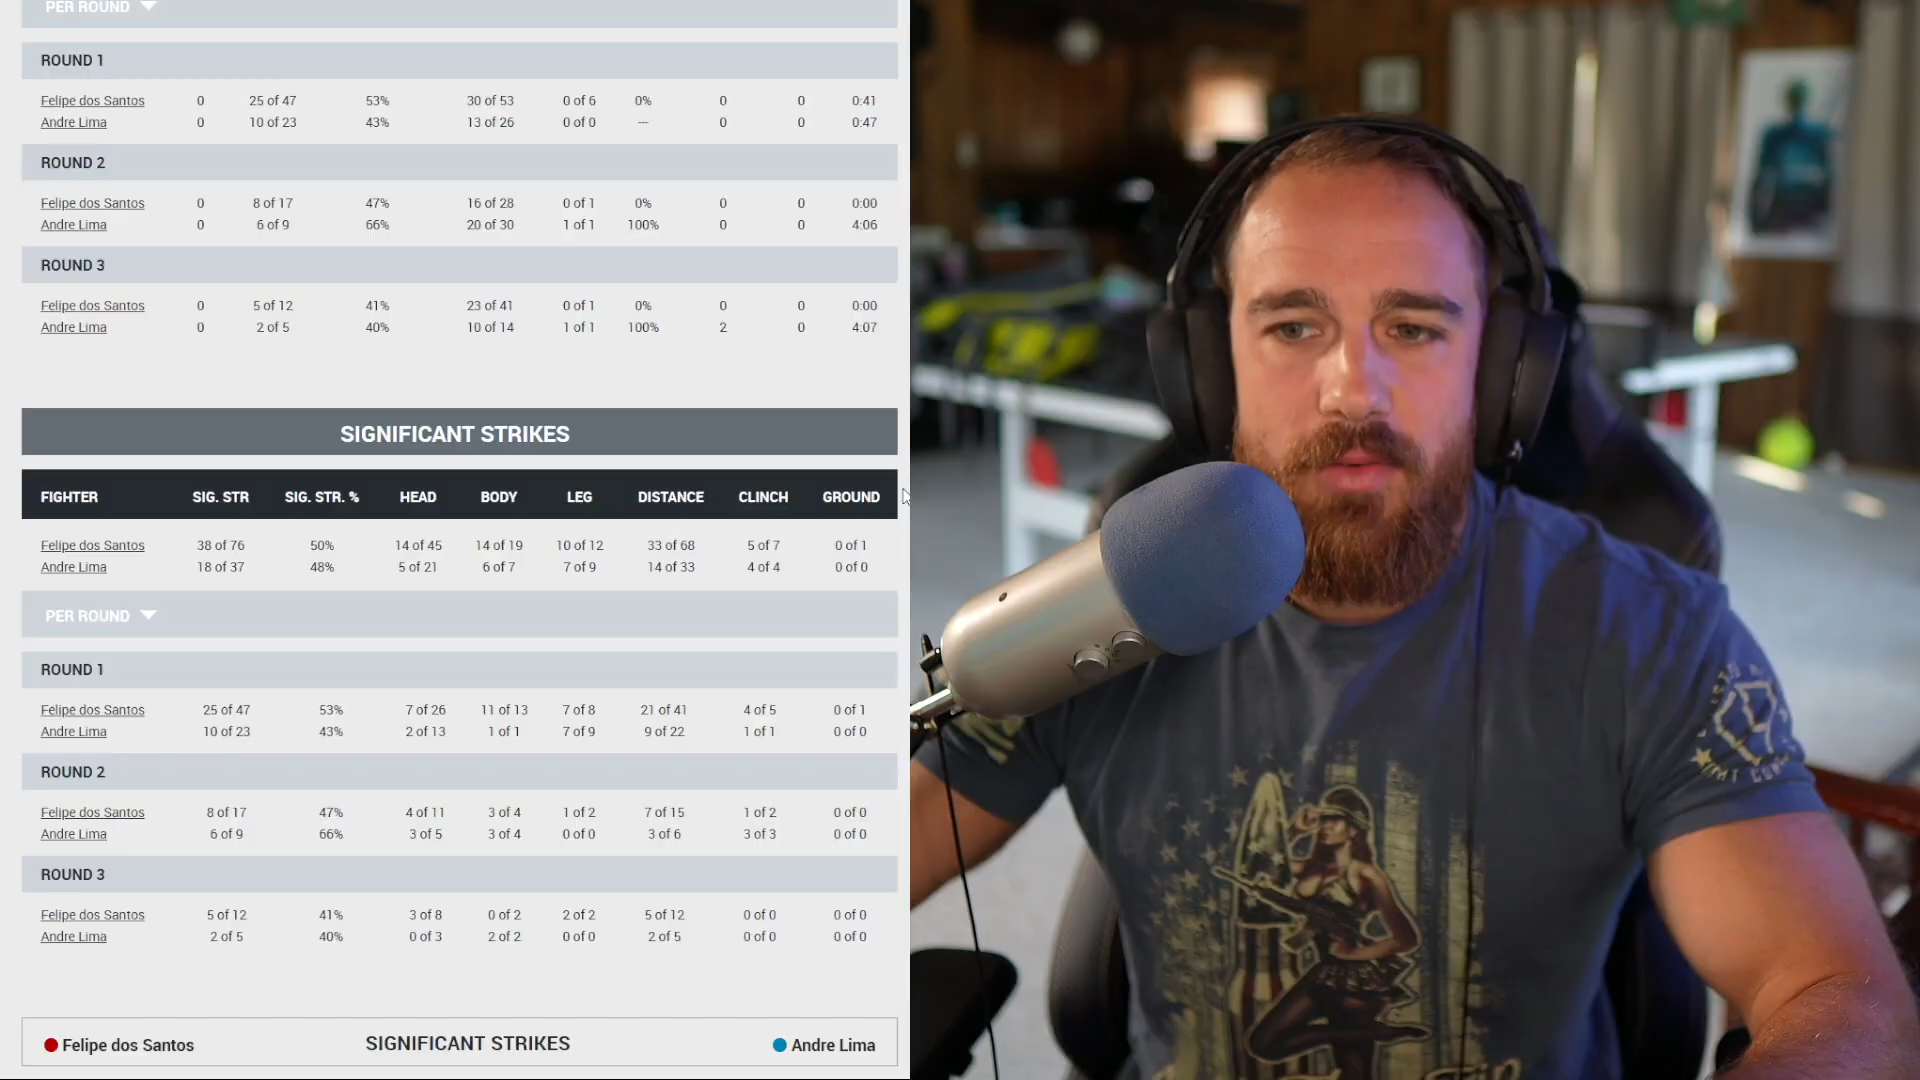 PER ROUND
ROUND 1
Felipe dos Santos 0 25 of 47 53% 30 of 53 0 of 6 0% 0 0 0:41
Andre Lima 0 10 of 23 43% 13 of 26 0 of 0 --- 0 0 0:47
ROUND 2
Felipe dos Santos 0 8 of 17 47% 16 of 28 0 of 1 0% 0 0 0:00
Andre Lima 0 6 of 9 66% 20 of 30 1 of 1 100% 0 0 4:06
ROUND 3
Felipe dos Santos 0 5 of 12 41% 23 of 41 0 of 1 0% 0 0 0:00
Andre Lima 0 2 of 5 40% 10 of 14 1 of 1 100% 2 0 4:07
SIGNIFICANT STRIKES
FIGHTER SIG. STR SIG. STR. % HEAD BODY LEG DISTANCE CLINCH GROUND
Felipe dos Santos 38 of 76 50% 14 of 45 14 of 19 10 of 12 33 of 68 5 of 7 0 of 1
Andre Lima 18 of 37 48% 5 of 21 6 of 7 7 of 9 14 of 33 4 of 4 0 of 0
PER ROUND
ROUND 1
Felipe dos Santos 25 of 47 53% 7 of 26 11 of 13 7 of 8 21 of 41 4 of 5 0 of 1
Andre Lima 10 of 23 43% 2 of 13 1 of 1 7 of 9 9 of 22 1 of 1 0 of 0
ROUND 2
Felipe dos Santos 8 of 17 47% 4 of 11 3 of 4 1 of 2 7 of 15 1 of 2 0 of 0
Andre Lima 6 of 9 66% 3 of 5 3 of 4 0 of 0 3 of 6 3 of 3 0 of 0
ROUND 3
Felipe dos Santos 5 of 12 41% 3 of 8 0 of 2 2 of 2 5 of 12 0 of 0 0 of 0
Andre Lima 2 of 5 40% 0 of 3 2 of 2 0 of 0 2 of 5 0 of 0 0 of 0
Felipe dos Santos SIGNIFICANT STRIKES Andre Lima